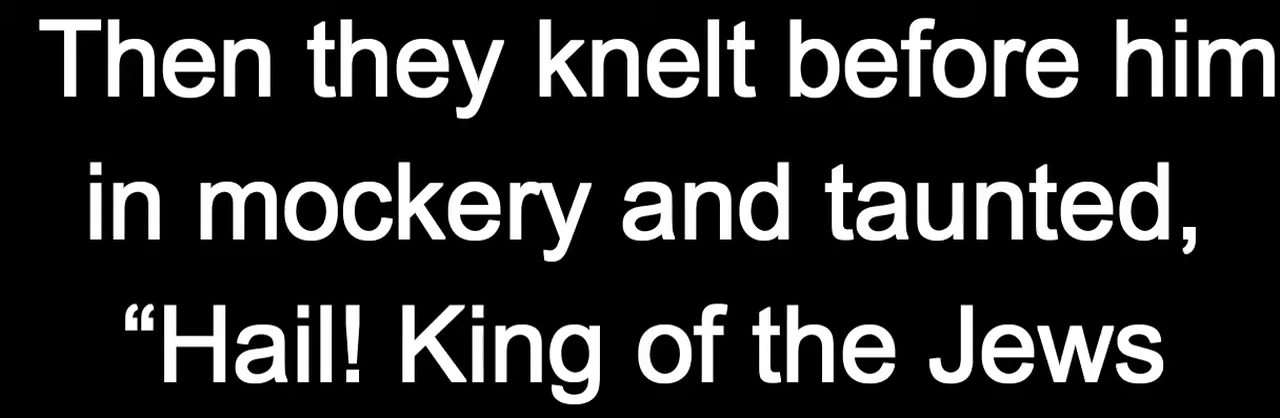 Then they knelt before him
in mockery and taunted,
“Hail! King of the Jews